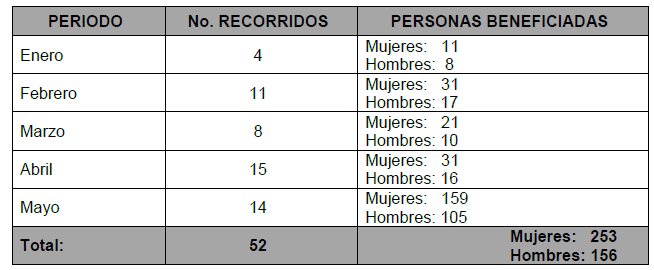 PERIODO No. RECORRIDOS PERSONAS BENEFICIADAS
Enero 4 Mujeres: 11
Hombres: 8
Febrero 11 Mujeres: 31
Hombres: 17
Marzo 8 Mujeres: 21
Hombres: 10
Abril 15 Mujeres: 31
Hombres: 16
Mayo 14 Mujeres: 159
Hombres: 105
Total: 52 Mujeres: 253
Hombres: 156